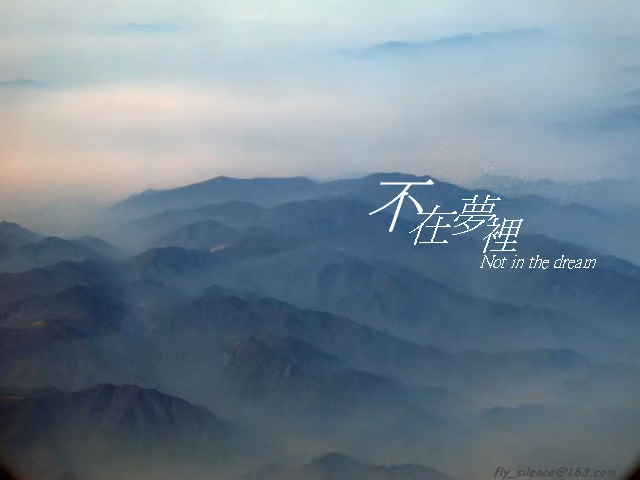 不在夢裡
Not in the dream
fly_silence@163.com